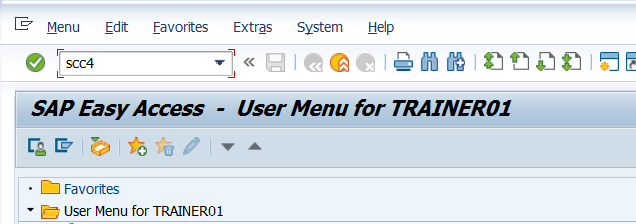 Menu Edit Favorites Extras System Help
scc4
SAP Easy Access - User Menu for TRAINER01
Favorites
User Menu for TRAINER01